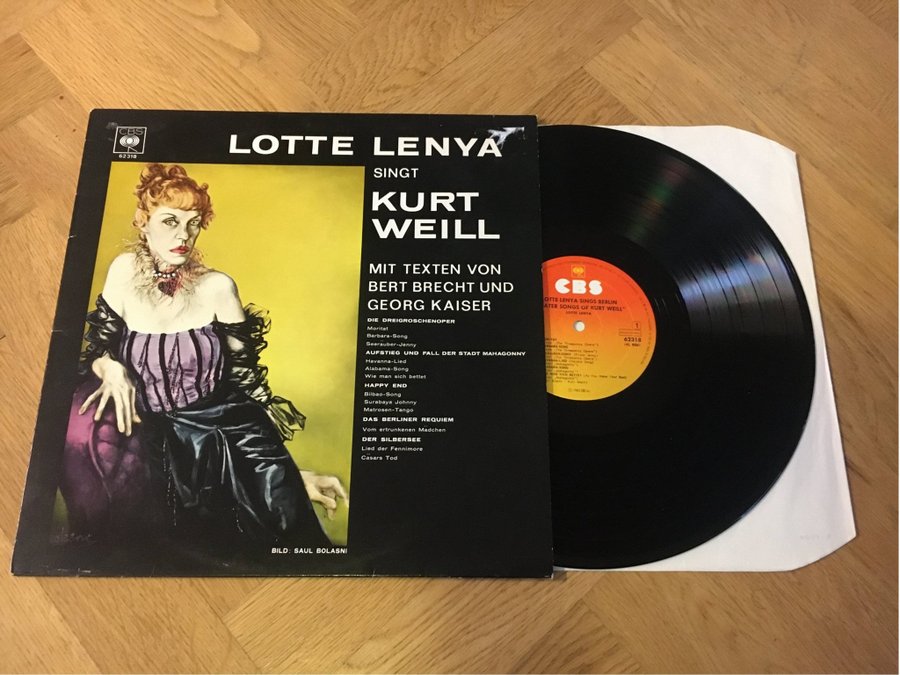 CBS
62 318
LOTTE LENYA
SINGT
KURT
WEILL
MIT TEXTEN VON
BERT BRECHT UND
GEORG KAISER
DIE DREIGROSCHENOPER
Moritat
Barbara-Song
Seerauber-Jenny
AUFSTIEG UND FALL DER STADT MAHAGONNY
Havanna-Lied
Alabama-Song
Wie man sich bettet
HAPPY END
Bilbao-Song
Surabaya Johnny
Matrosen-Tango
DAS BERLINER REQUIEM
Vom ertrunkenen Mädchen
DER SILBERSEE
Lied der Fennimore
Cäsars Tod
BILD: SAUL BOLASNI
CBS
LOTTE LENYA SINGS BERLIN
SONGS OF KURT WEILL"
LOTTE LENYA
1
62318